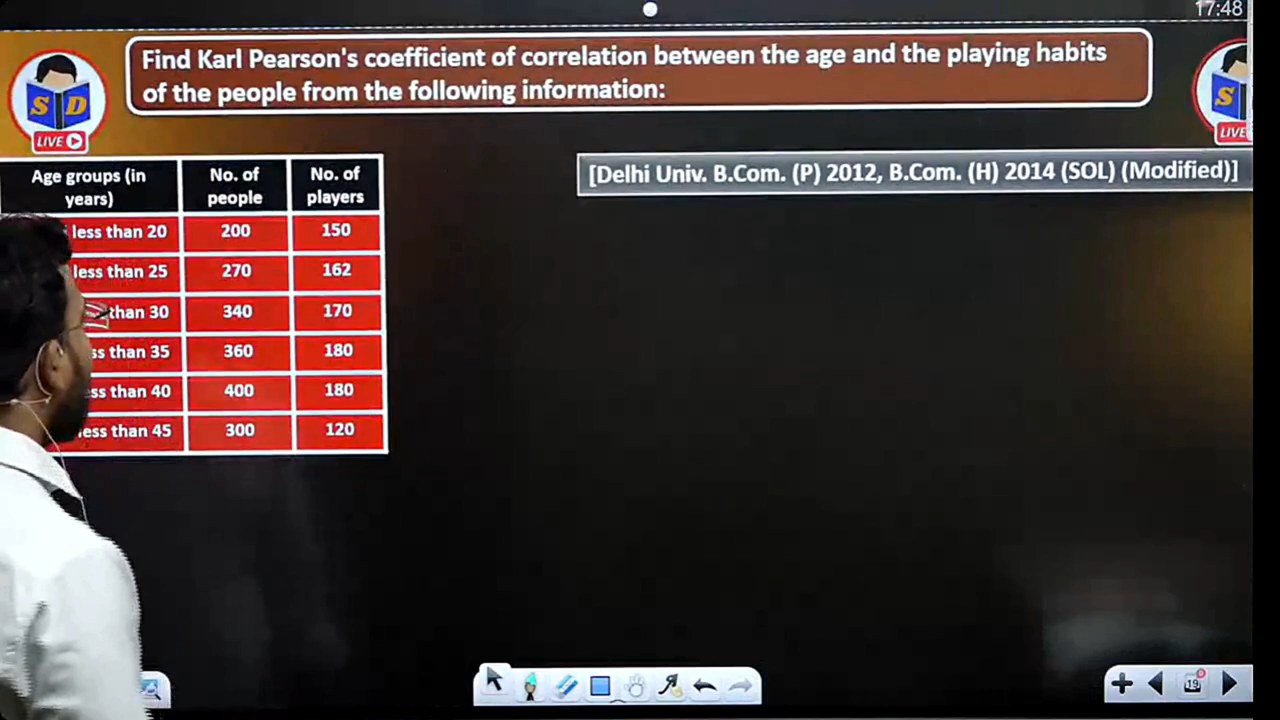 17:48
Find Karl Pearson's coefficient of correlation between the age and the playing habits
of the people from the following information:
S D
LIVE
S
LIVE
[Delhi Univ. B.Com. (P) 2012, B.Com. (H) 2014 (SOL) (Modified)]
Age groups (in years) No. of people No. of players
less than 20 200 150
less than 25 270 162
than 30 340 170
than 35 360 180
than 40 400 180
less than 45 300 120
19